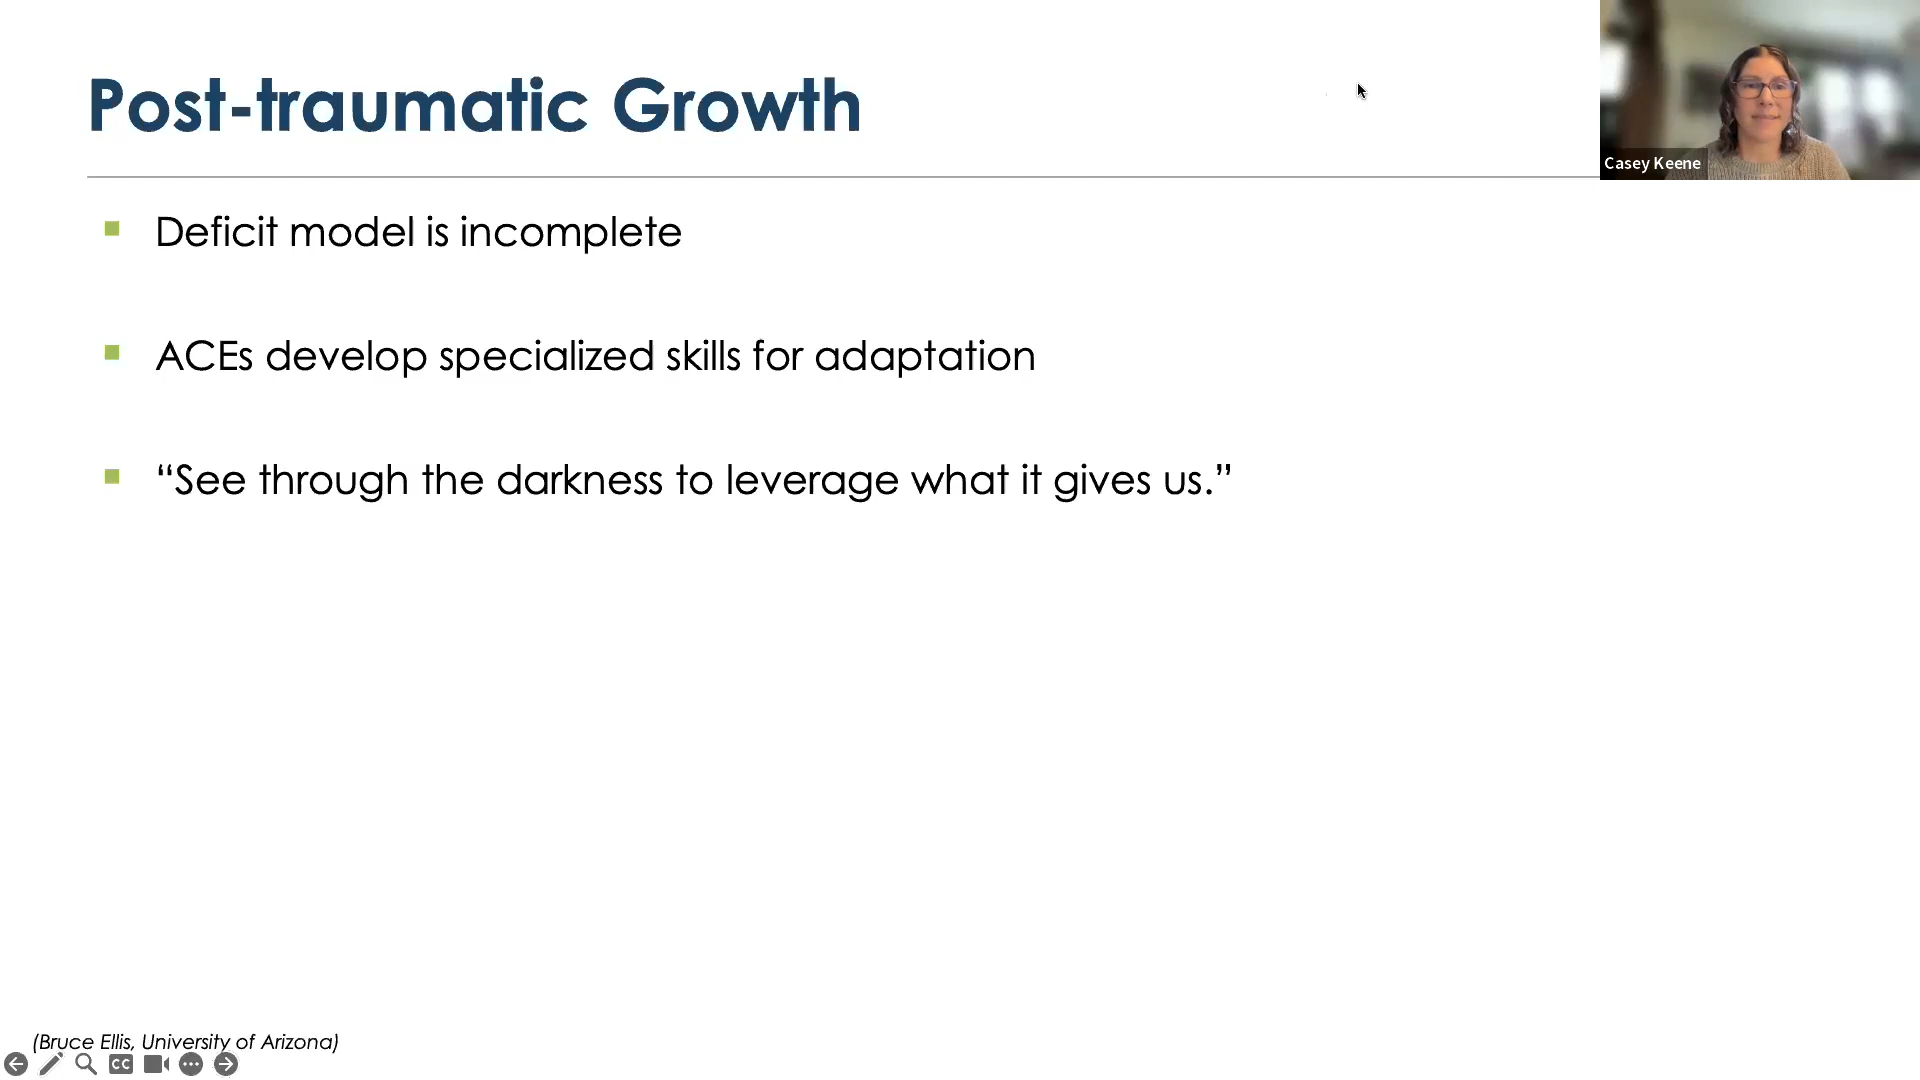 Post-traumatic Growth
Casey Keene
Deficit model is incomplete
ACEs develop specialized skills for adaptation
“See through the darkness to leverage what it gives us.”
(Bruce Ellis, University of Arizona)
CC